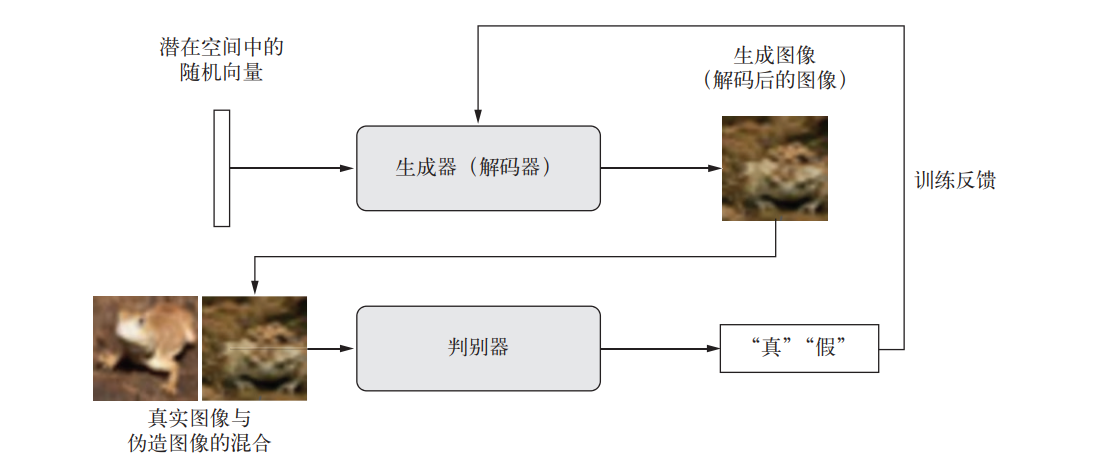 潜在空间中的
随机向量
生成图像
（解码后的图像）
生成器（解码器）
训练反馈
判别器
“真”“假”
真实图像与
伪造图像的混合